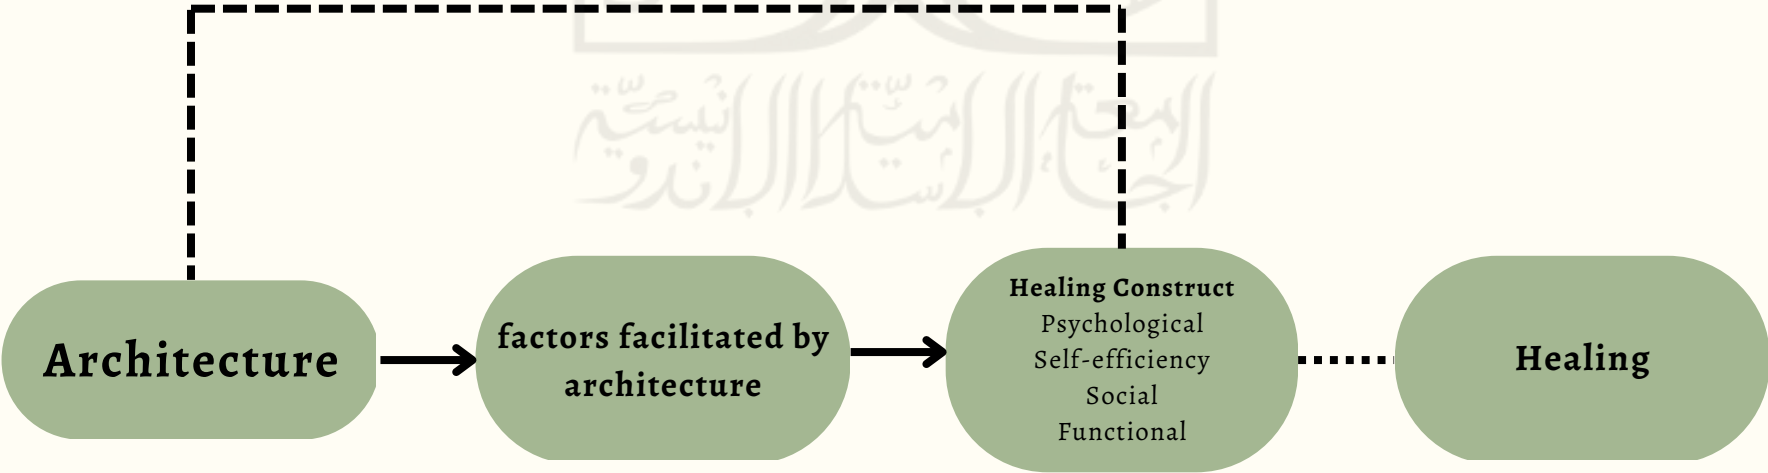 Architecture
factors facilitated by
architecture
Healing Construct
Psychological
Self-efficiency
Social
Functional
Healing